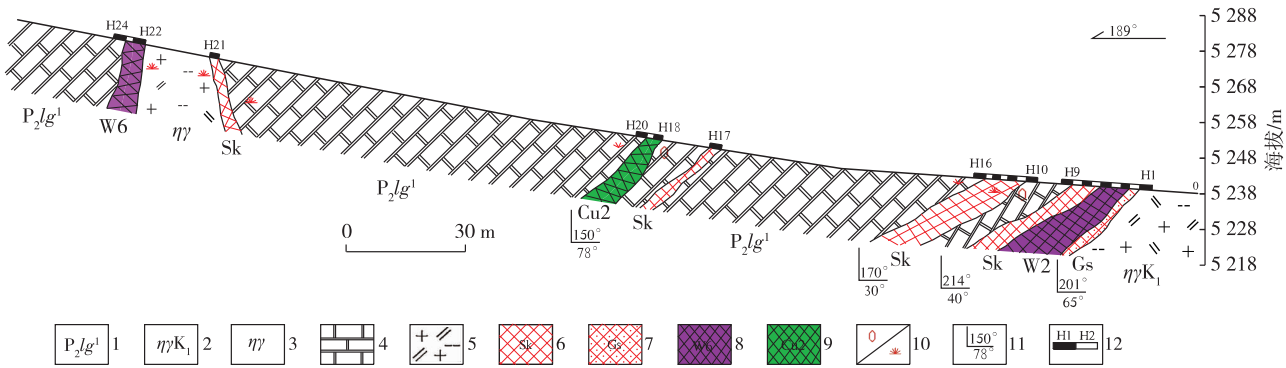 H24
H22
H21
H20
H18
H17
H16
H10
H9
H1
0
189°
5 288
5 278
5 268
5 258
5 248
5 238
5 228
5 218
海拔/m
P₂lg¹
W6
ηγ
Sk
P₂lg¹
Cu2
Sk
P₂lg¹
Sk
Sk
W2
Gs
ηγK₁
150°
78°
170°
30°
214°
40°
201°
65°
0
30 m
P₂lg¹ 1
ηγK₁ 2
ηγ 3
4
5
Sk 6
Gs 7
W6 8
Cu2 9
10
150°
78°
11
H1 H2
12